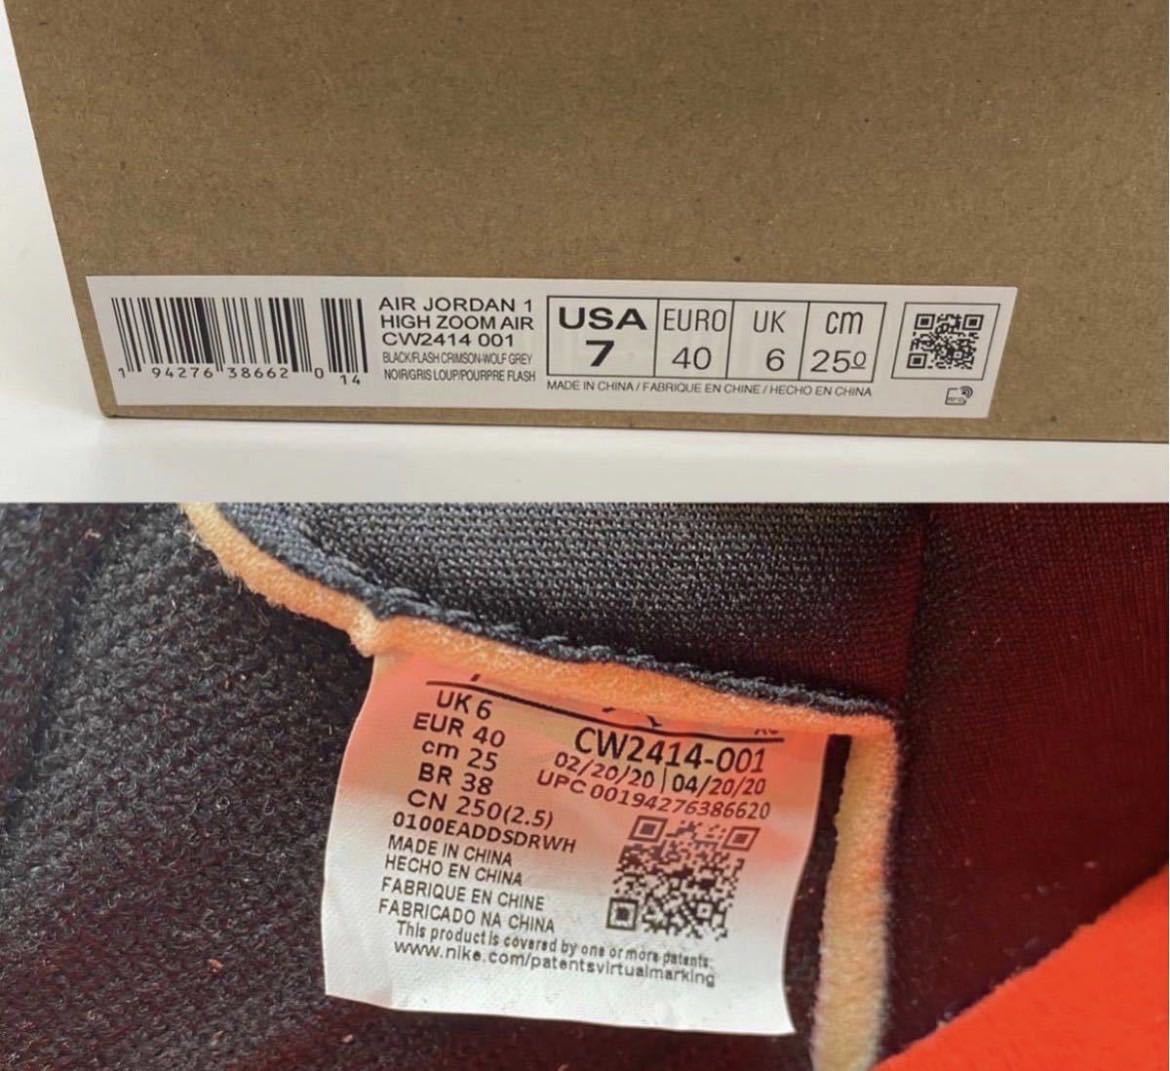 AIR JORDAN 1
HIGH ZOOM AIR
CW2414 001
BLACK/FLASH CRIMSON-WOLF GREY
NOIR/GRIS LOUP/POURPRE FLASH
1 94276 38662 0 14
USA EURO UK cm
7 40 6 250
MADE IN CHINA / FABRIQUE EN CHINE / HECHO EN CHINA
UK 6
EUR 40
cm 25
BR 38
CN 250(2.5)
0100EADDSDRWH
MADE IN CHINA
HECHO EN CHINA
FABRIQUE EN CHINE
FABRICADO NA CHINA
This product is covered by one or more patents:
www.nike.com/patentsvirtualmarking
CW2414-001
02/20/20 | 04/20/20
UPC 00194276386620